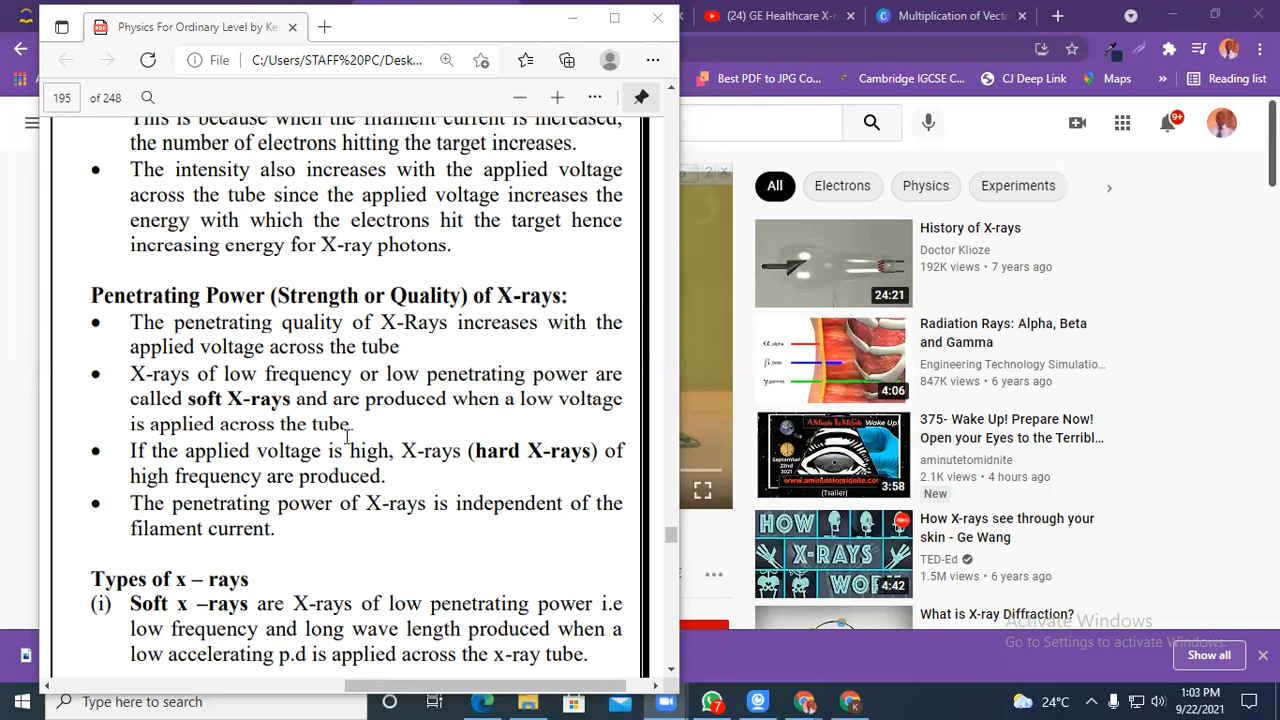 Physics For Ordinary Level by Ke
(24) GE Healthcare X-r
Multiplication of Vect
File
C:/Users/STAFF%20PC/Desk...
Best PDF to JPG Co...
Cambridge IGCSE C...
CJ Deep Link
Maps
Reading list
195 of 248
This is because when the filament current is increased,
the number of electrons hitting the target increases.
• The intensity also increases with the applied voltage
across the tube since the applied voltage increases the
energy with which the electrons hit the target hence
increasing energy for X-ray photons.
Penetrating Power (Strength or Quality) of X-rays:
• The penetrating quality of X-Rays increases with the
applied voltage across the tube
• X-rays of low frequency or low penetrating power are
called soft X-rays and are produced when a low voltage
is applied across the tube.
• If the applied voltage is high, X-rays (hard X-rays) of
high frequency are produced.
• The penetrating power of X-rays is independent of the
filament current.
Types of x – rays
(i) Soft x –rays are X-rays of low penetrating power i.e
low frequency and long wave length produced when a
low accelerating p.d is applied across the x-ray tube.
9+
All
Electrons
Physics
Experiments
History of X-rays
Doctor Klioze
192K views • 7 years ago
24:21
Radiation Rays: Alpha, Beta
and Gamma
Engineering Technology Simulatio...
847K views • 6 years ago
4:06
375- Wake Up! Prepare Now!
Open your Eyes to the Terribl...
aminutetomidnite
2.1K views • 4 hours ago
New
September
22nd
2021
www.aminutetomidnite.com
(Trailer)
3:58
How X-rays see through your
skin - Ge Wang
TED-Ed
1.5M views • 6 years ago
HOW
X-RAYS
WORK
4:42
What is X-ray Diffraction?
Activate Windows
Go to Settings to activate Windows.
Show all
Type here to search
7
24°C
1:03 PM
9/22/2021